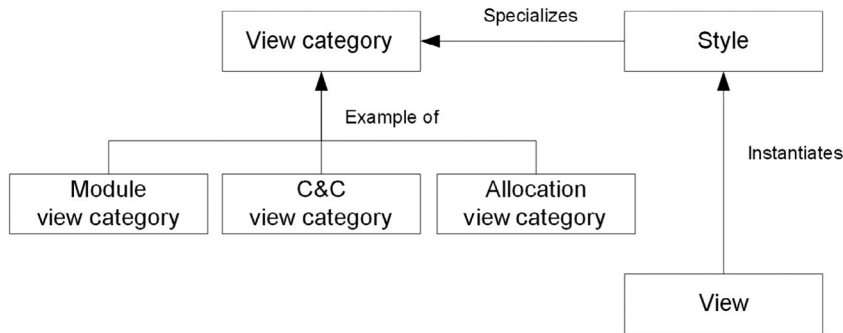 Specializes
View category
Style
Example of
Instantiates
Module
view category
C&C
view category
Allocation
view category
View